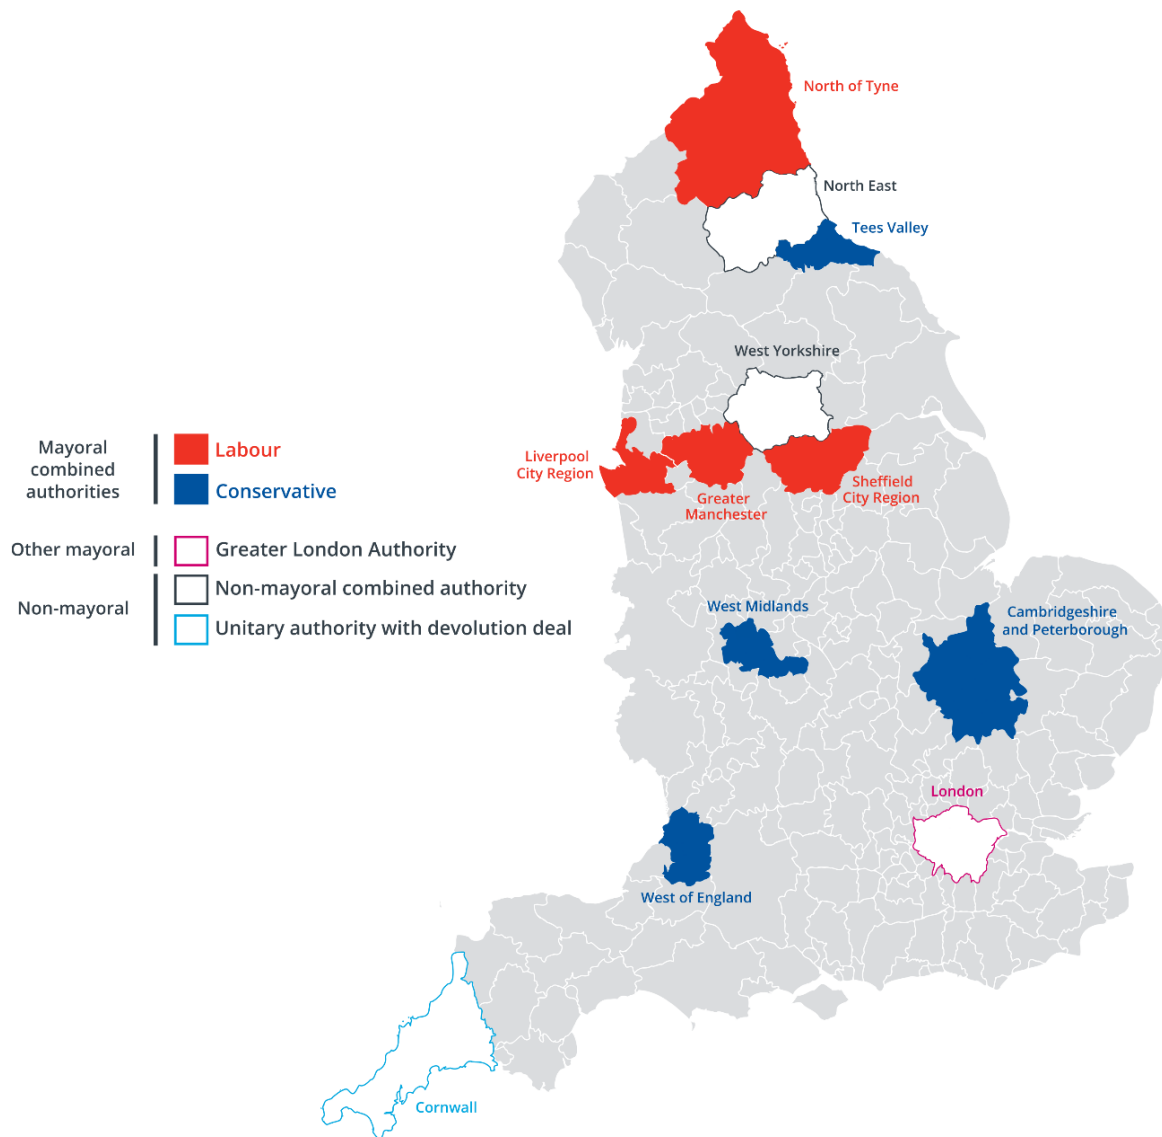 North of Tyne
North East
Tees Valley
West Yorkshire
Mayoral
combined
authorities
Labour
Conservative
Liverpool
City Region
Greater
Manchester
Sheffield
City Region
Other mayoral
Greater London Authority
Non-mayoral
Non-mayoral combined authority
Unitary authority with devolution deal
West Midlands
Cambridgeshire
and Peterborough
London
West of England
Cornwall